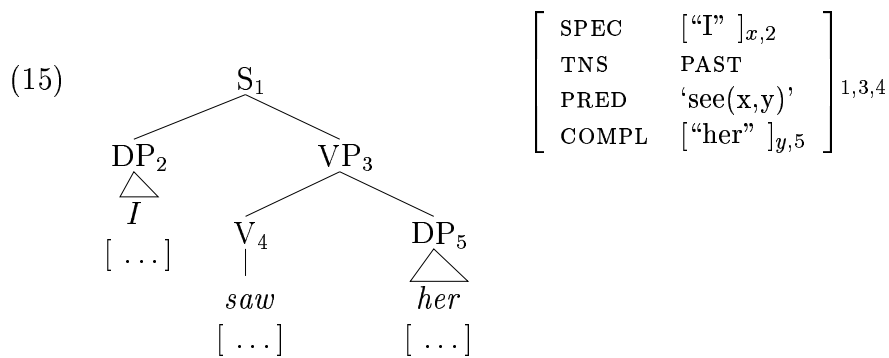 (15)
S₁
DP₂ VP₃
I
[ …]
V₄ DP₅
saw her
[ …] [ …]
SPEC [“I” ]x,2
TNS PAST
PRED ‘see(x,y)’
COMPL [“her” ]y,5
1,3,4